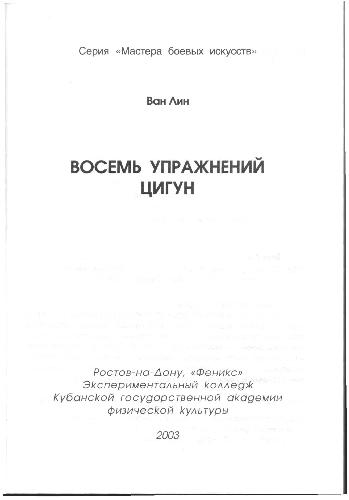 Серия «Мастера боевых искусств»
Ван Лин
ВОСЕМЬ УПРАЖНЕНИЙ
ЦИГУН
Ростов-на-Дону, «Феникс»
Экспериментальный колледж
Кубанской государственной академии
физической культуры
2003